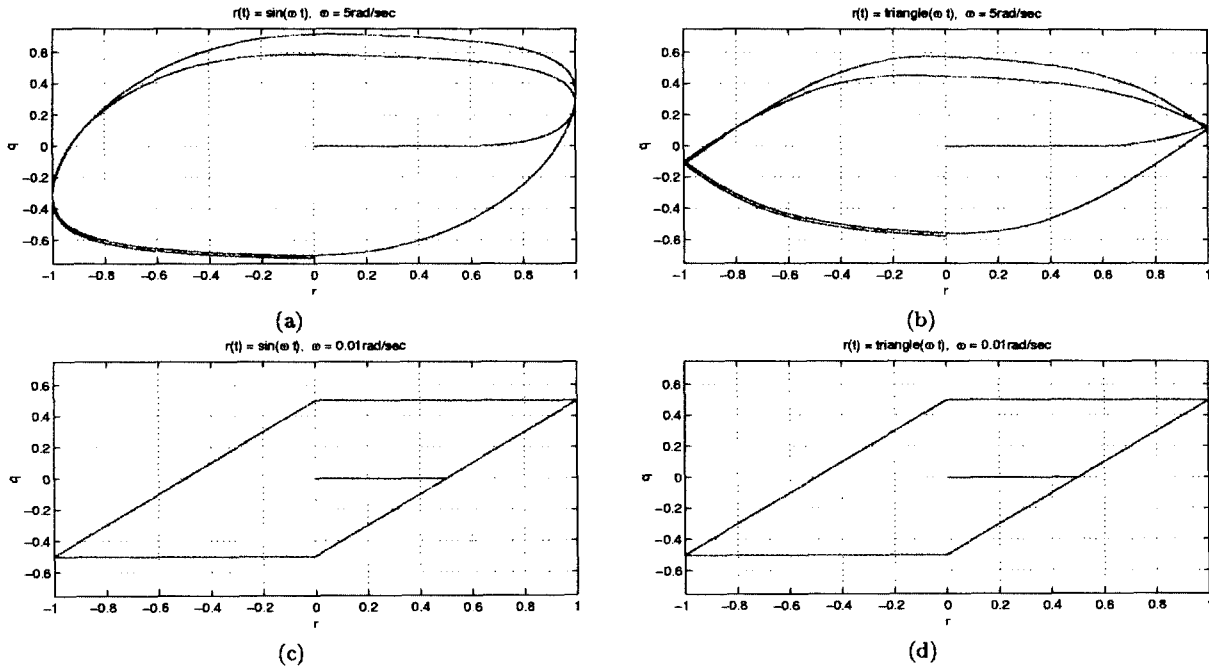 r(t) = sin(ω t), ω = 5rad/sec
0.6
0.4
0.2
0
−0.2
−0.4
−0.6
q
−1 −0.8 −0.6 −0.4 −0.2 0 0.2 0.4 0.6 0.8 1
r
(a)
r(t) = triangle(ω t), ω = 5rad/sec
0.6
0.4
0.2
0
−0.2
−0.4
−0.6
q
−1 −0.8 −0.6 −0.4 −0.2 0 0.2 0.4 0.6 0.8 1
r
(b)
r(t) = sin(ω t), ω = 0.01rad/sec
0.6
0.4
0.2
0
−0.2
−0.4
−0.6
q
−1 −0.8 −0.6 −0.4 −0.2 0 0.2 0.4 0.6 0.8 1
r
(c)
r(t) = triangle(ω t), ω = 0.01rad/sec
0.6
0.4
0.2
0
−0.2
−0.4
−0.6
q
−1 −0.8 −0.6 −0.4 −0.2 0 0.2 0.4 0.6 0.8 1
r
(d)